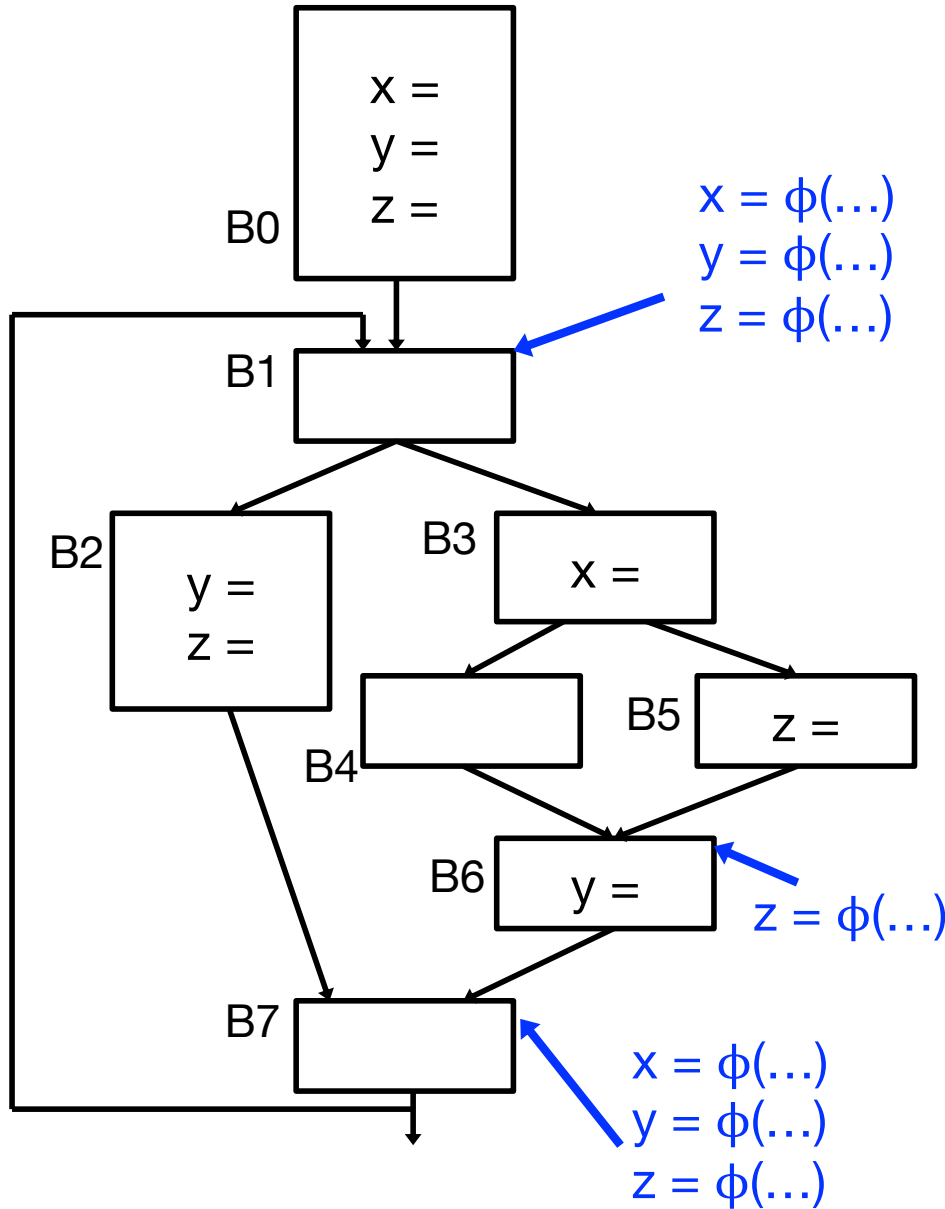 x =
y =
z =
B0
x = ϕ(…)
y = ϕ(…)
z = ϕ(…)
B1
B2
y =
z =
B3
x =
B4
B5
z =
B6
y =
z = ϕ(…)
B7
x = ϕ(…)
y = ϕ(…)
z = ϕ(…)